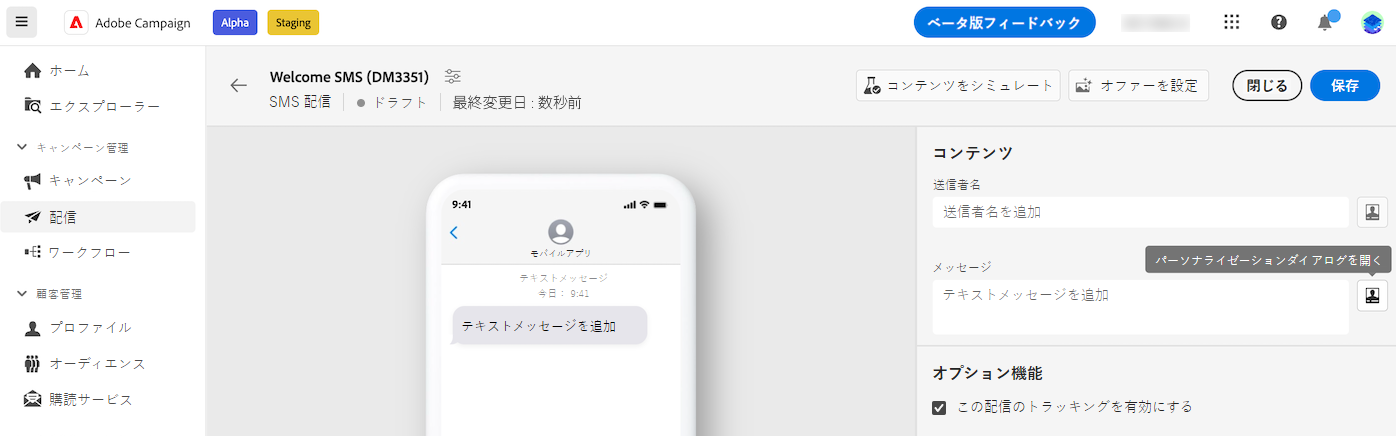 Adobe Campaign Alpha Staging ベータ版フィードバック
ホーム
エクスプローラー
キャンペーン管理
キャンペーン
配信
ワークフロー
顧客管理
プロファイル
オーディエンス
購読サービス
Welcome SMS (DM3351)
SMS 配信 ドラフト 最終変更日 : 数秒前
コンテンツをシミュレート オファーを設定 閉じる 保存
9:41
モバイルアプリ
テキストメッセージ
今日： 9:41
テキストメッセージを追加
コンテンツ
送信者名
送信者名を追加
パーソナライゼーションダイアログを開く
メッセージ
テキストメッセージを追加
オプション機能
この配信のトラッキングを有効にする